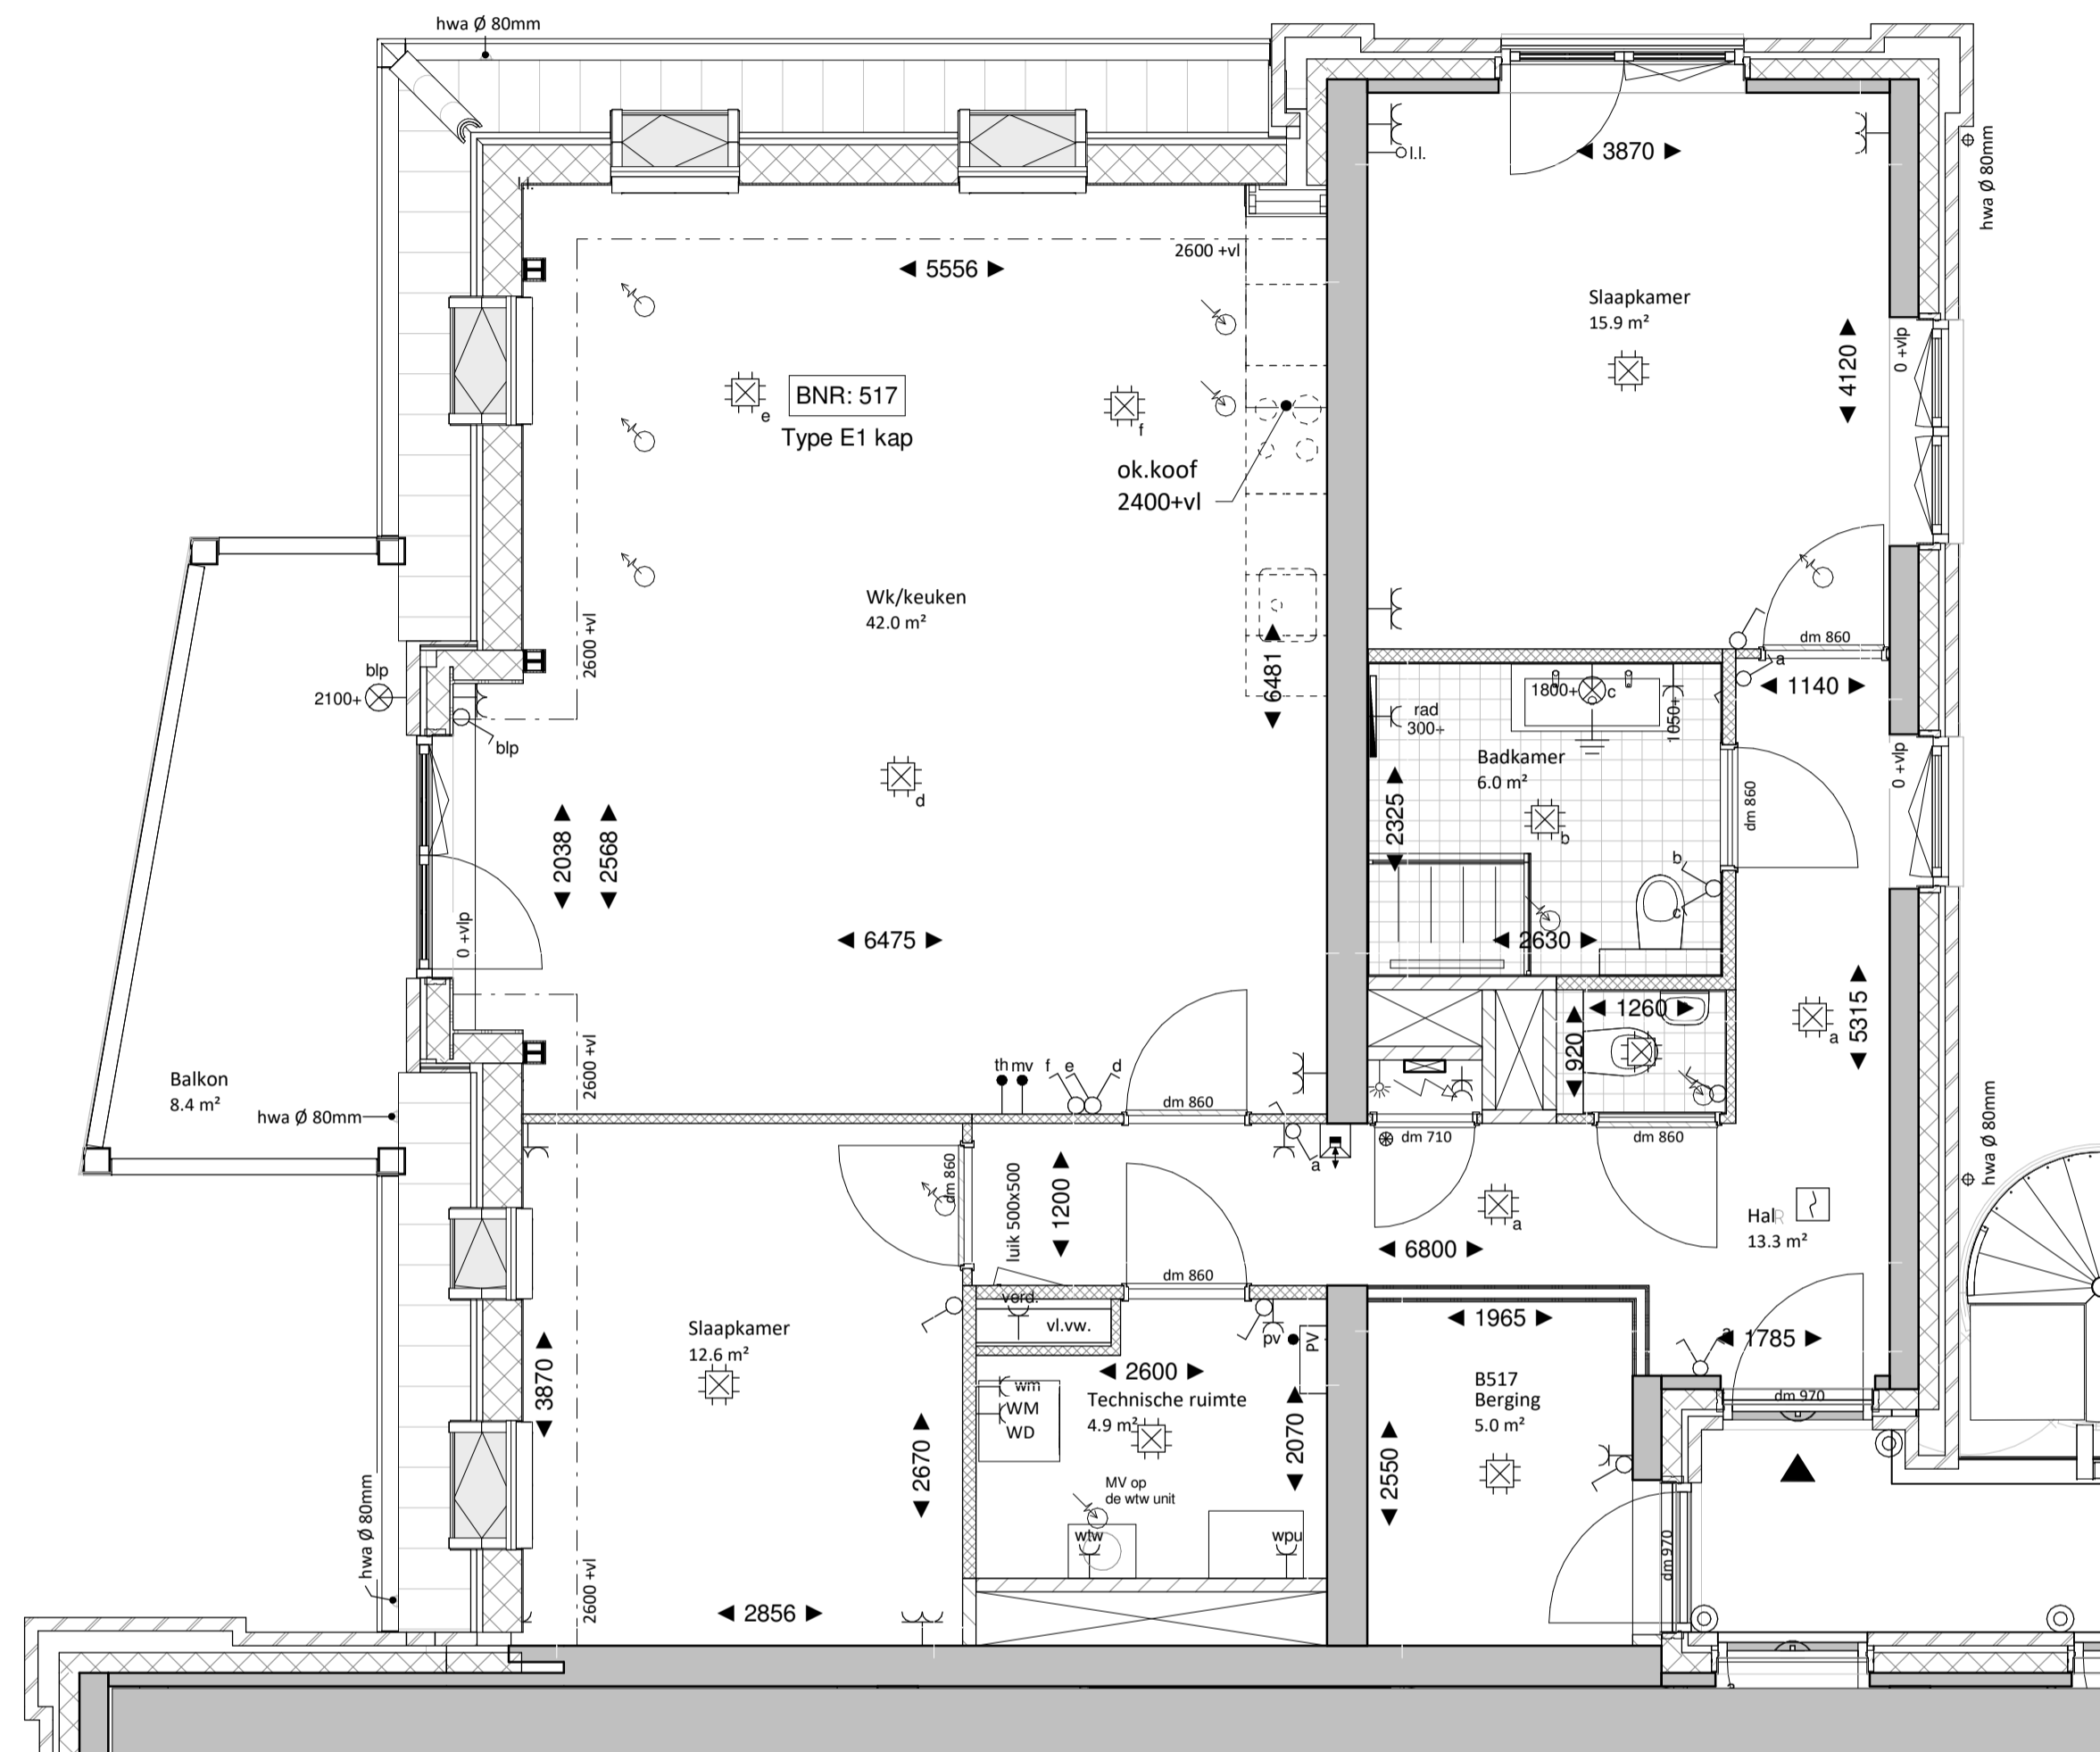 hwa Ø 80mm
l.l.
3870
hwa Ø 80mm
2600 +vl
5556
Slaapkamer
15.9 m²
4120
0 +vlp
BNR: 517
e
f
Type E1 kap
ok.koof
2400+vl
Wk/keuken
42.0 m²
2600 +vl
6481
dm 860
a
1140
blp
2100+
blp
1800+
c
1050+
rad
300+
Badkamer
6.0 m²
0 +vlp
d
2325
b
dm 860
2038
2568
b
c
0 +vlp
6475
2630
1260
920
5315
a
2600 +vl
Balkon
8.4 m²
hwa Ø 80mm
th
mv
f
e
d
dm 860
dm 710
dm 860
a
hwa Ø 80mm
dm 860
luik 500x500
1200
a
Hal
13.3 m²
6800
dm 860
verd.
vl.vw.
pv
PV
1965
1785
a
Slaapkamer
12.6 m²
3870
2600
wm
WM
WD
Technische ruimte
4.9 m²
2070
B517
Berging
5.0 m²
dm 970
2670
2550
MV op
de wtw unit
wtw
wpu
hwa Ø 80mm
2600 +vl
dm 970
2856